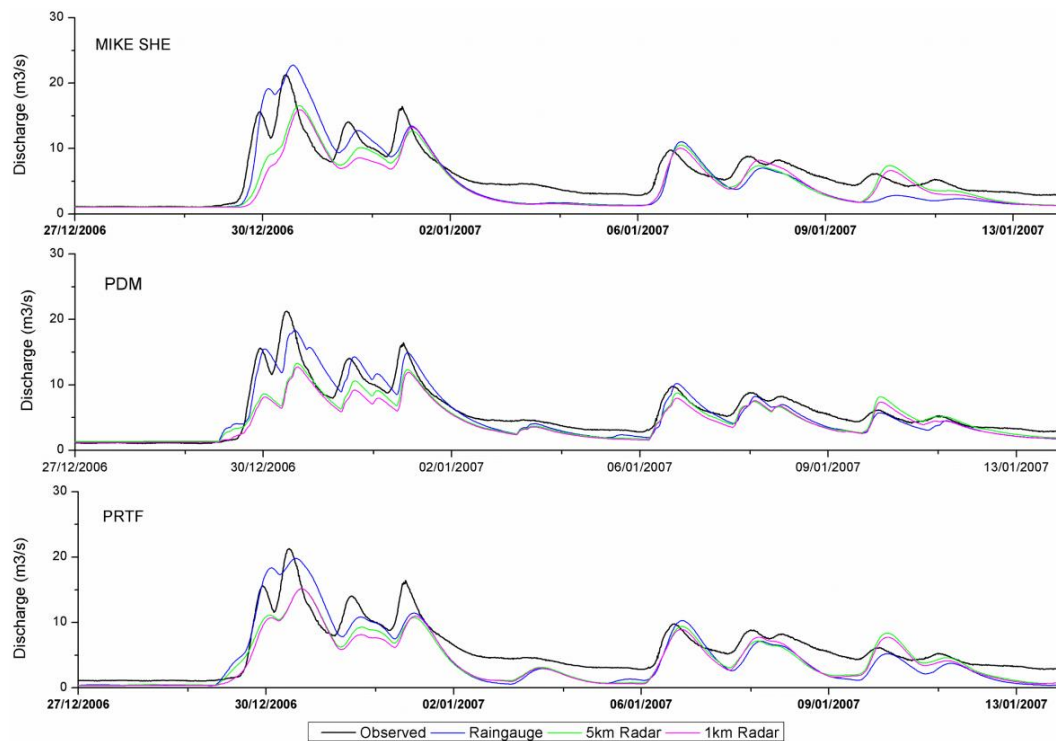 MIKE SHE
Discharge (m3/s)
30
20
10
0
27/12/2006 30/12/2006 02/01/2007 06/01/2007 09/01/2007 13/01/2007
PDM
Discharge (m3/s)
30
20
10
0
27/12/2006 30/12/2006 02/01/2007 06/01/2007 09/01/2007 13/01/2007
PRTF
Discharge (m3/s)
30
20
10
0
27/12/2006 30/12/2006 02/01/2007 06/01/2007 09/01/2007 13/01/2007
Observed Raingauge 5km Radar 1km Radar